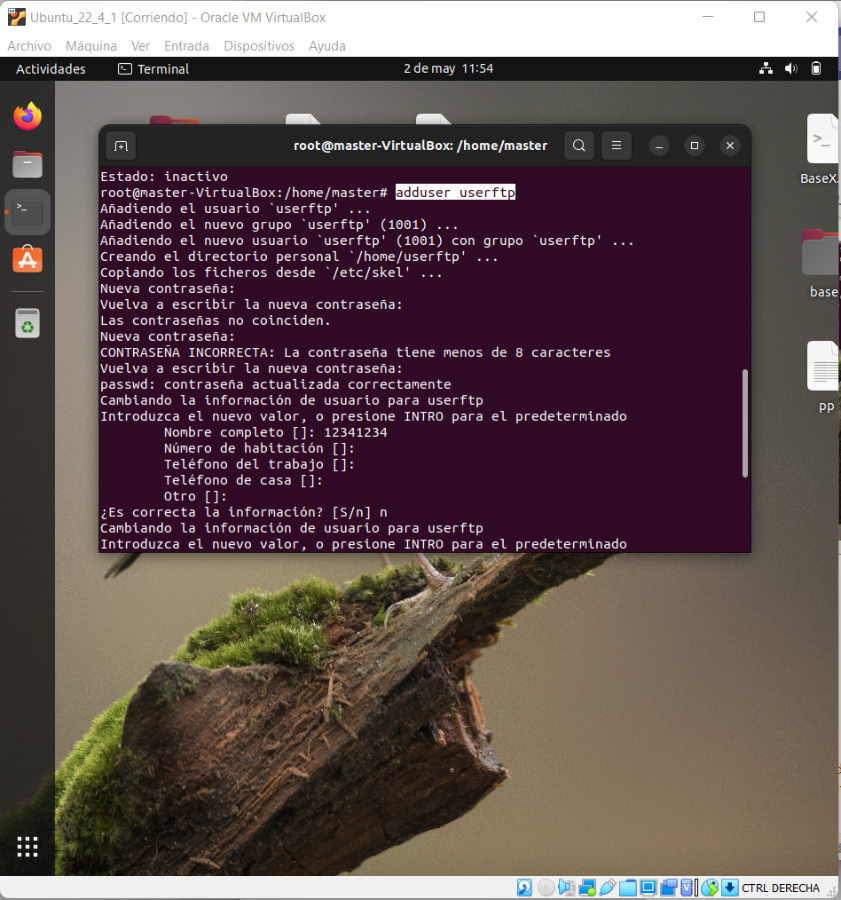 Ubuntu_22_4_1 [Corriendo] - Oracle VM VirtualBox
Archivo Máquina Ver Entrada Dispositivos Ayuda
Actividades Terminal 2 de may 11:54
root@master-VirtualBox: /home/master
Estado: inactivo
root@master-VirtualBox:/home/master# adduser userftp
Añadiendo el usuario `userftp' ...
Añadiendo el nuevo grupo `userftp' (1001) ...
Añadiendo el nuevo usuario `userftp' (1001) con grupo `userftp' ...
Creando el directorio personal `/home/userftp' ...
Copiando los ficheros desde `/etc/skel' ...
Nueva contraseña:
Vuelva a escribir la nueva contraseña:
Las contraseñas no coinciden.
Nueva contraseña:
CONTRASEÑA INCORRECTA: La contraseña tiene menos de 8 caracteres
Vuelva a escribir la nueva contraseña:
passwd: contraseña actualizada correctamente
Cambiando la información de usuario para userftp
Introduzca el nuevo valor, o presione INTRO para el predeterminado
Nombre completo []: 12341234
Número de habitación []:
Teléfono del trabajo []:
Teléfono de casa []:
Otro []:
¿Es correcta la información? [S/n] n
Cambiando la información de usuario para userftp
Introduzca el nuevo valor, o presione INTRO para el predeterminado
BaseX
base
PP
CTRL DERECHA